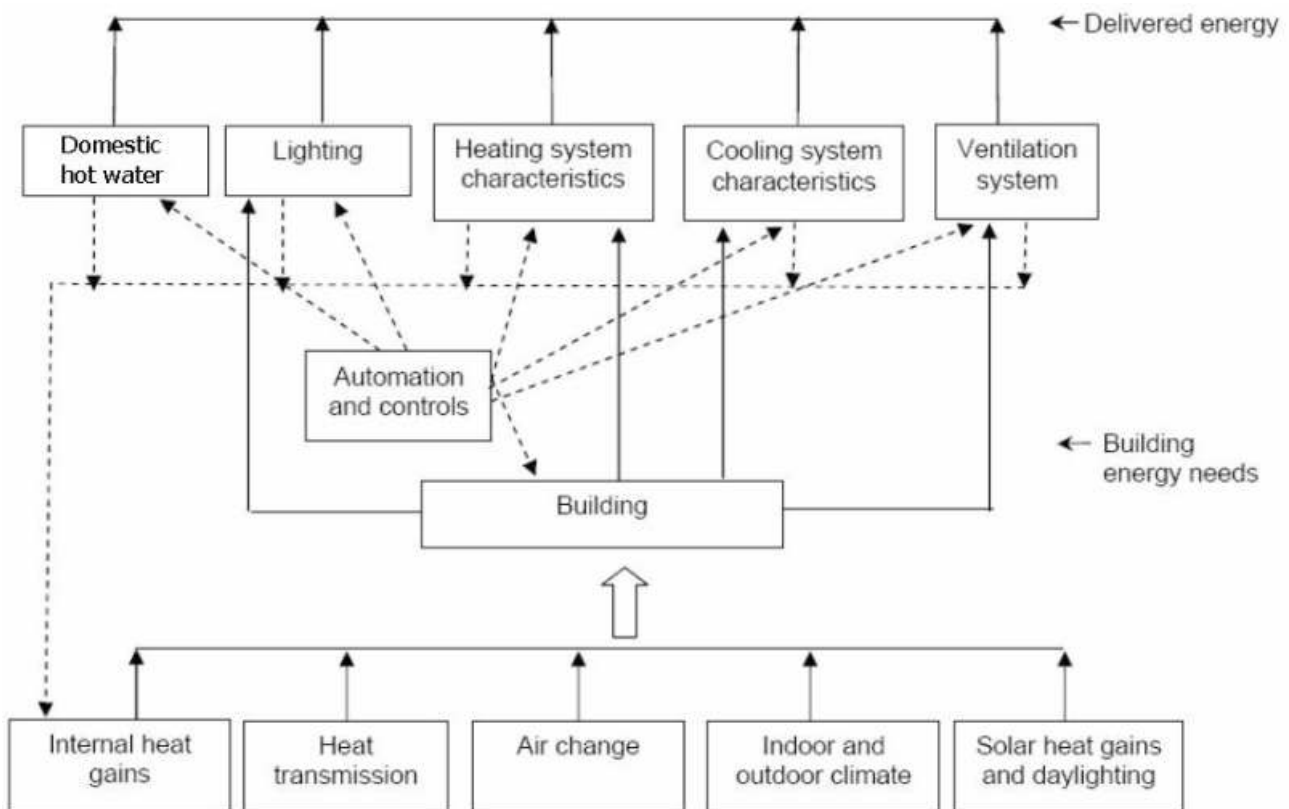 Delivered energy
Domestic
hot water
Lighting
Heating system
characteristics
Cooling system
characteristics
Ventilation
system
Automation
and controls
Building
energy needs
Building
Internal heat
gains
Heat
transmission
Air change
Indoor and
outdoor climate
Solar heat gains
and daylighting